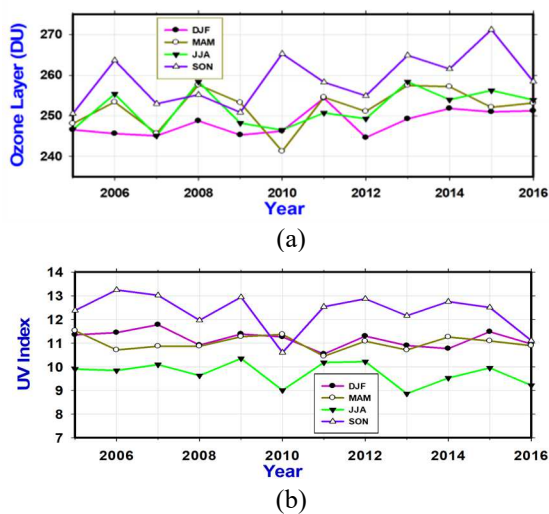 270
260
250
240
Ozone Layer (DU)
DJF
MAM
JJA
SON
2006 2008 2010 2012 2014 2016
Year
(a)
14
13
12
11
10
9
8
7
UV Index
DJF
MAM
JJA
SON
2006 2008 2010 2012 2014 2016
Year
(b)